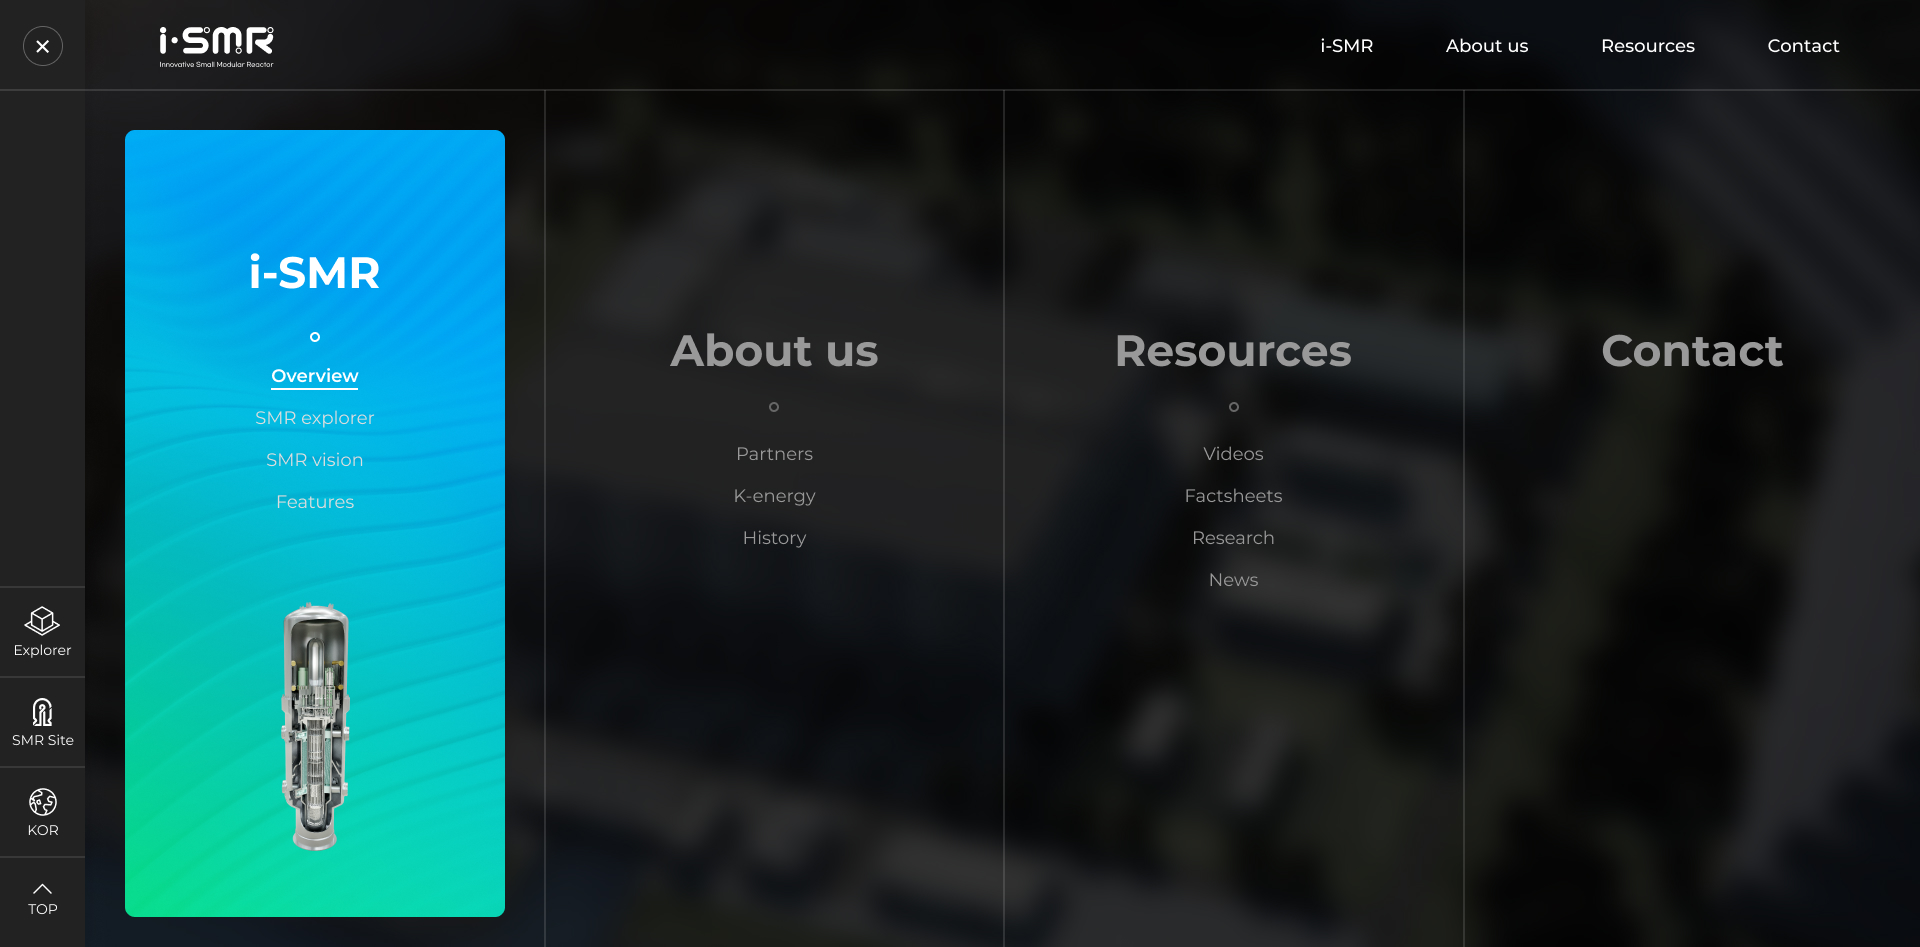 i·SMR
Innovative Small Modular Reactor
i-SMR
About us
Resources
Contact
i-SMR
Overview
SMR explorer
SMR vision
Features
About us
Partners
K-energy
History
Resources
Videos
Factsheets
Research
News
Contact
Explorer
SMR Site
KOR
TOP